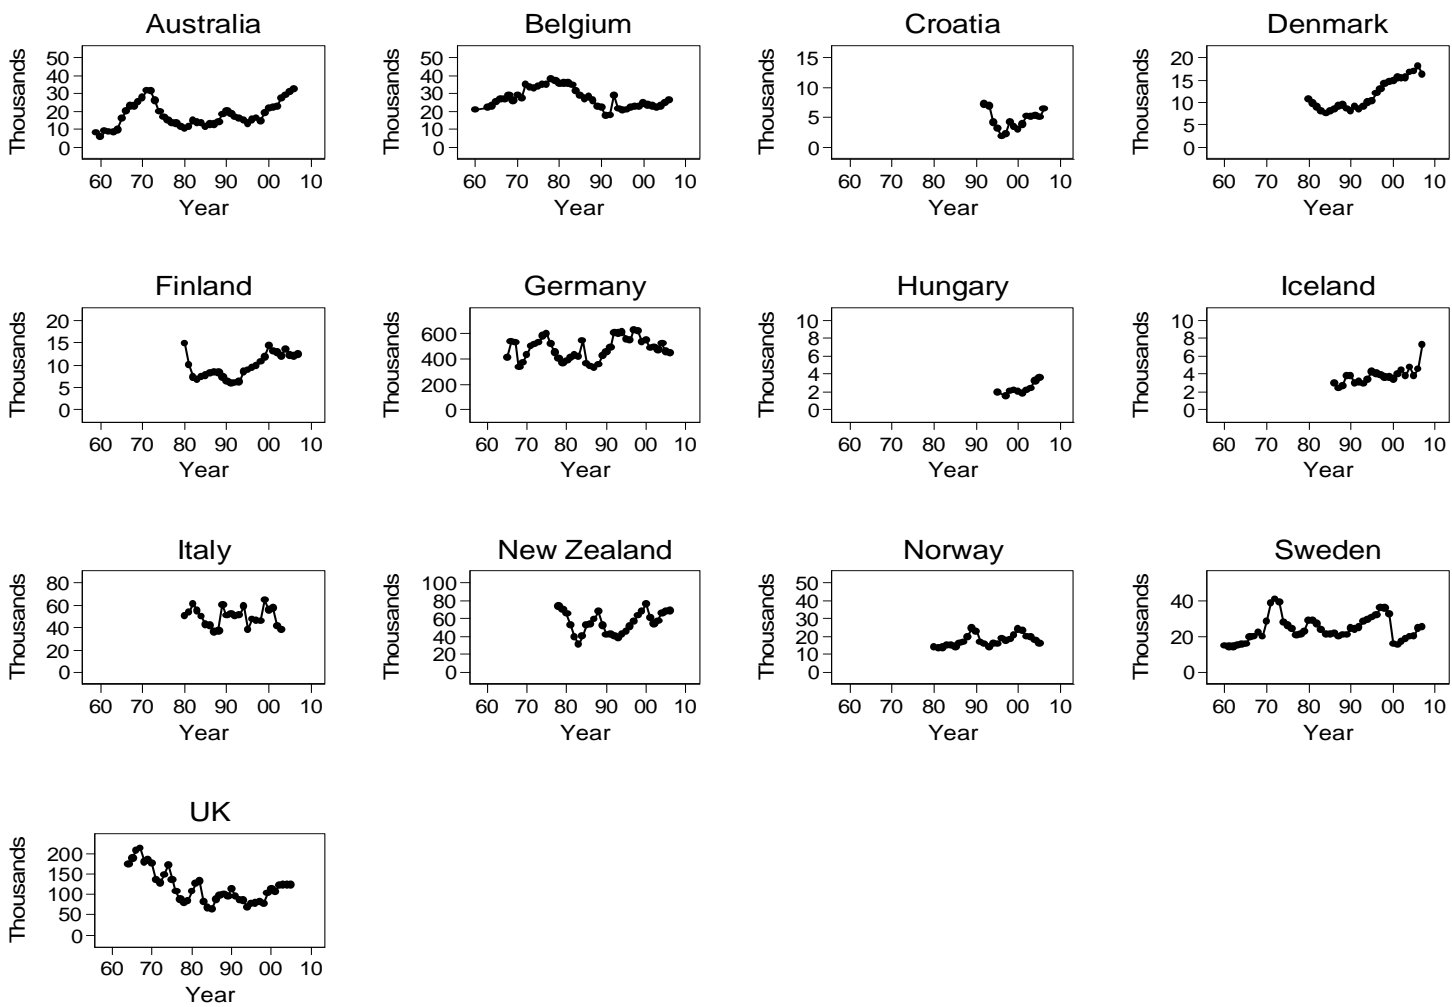 Australia
Thousands
50
40
30
20
10
0
60 70 80 90 00 10
Year
Belgium
Thousands
50
40
30
20
10
0
60 70 80 90 00 10
Year
Croatia
Thousands
15
10
5
0
60 70 80 90 00 10
Year
Denmark
Thousands
20
15
10
5
0
60 70 80 90 00 10
Year
Finland
Thousands
20
15
10
5
0
60 70 80 90 00 10
Year
Germany
Thousands
600
400
200
0
60 70 80 90 00 10
Year
Hungary
Thousands
10
8
6
4
2
0
60 70 80 90 00 10
Year
Iceland
Thousands
10
8
6
4
2
0
60 70 80 90 00 10
Year
Italy
Thousands
80
60
40
20
0
60 70 80 90 00 10
Year
New Zealand
Thousands
100
80
60
40
20
0
60 70 80 90 00 10
Year
Norway
Thousands
50
40
30
20
10
0
60 70 80 90 00 10
Year
Sweden
Thousands
40
20
0
60 70 80 90 00 10
Year
UK
Thousands
200
150
100
50
0
60 70 80 90 00 10
Year